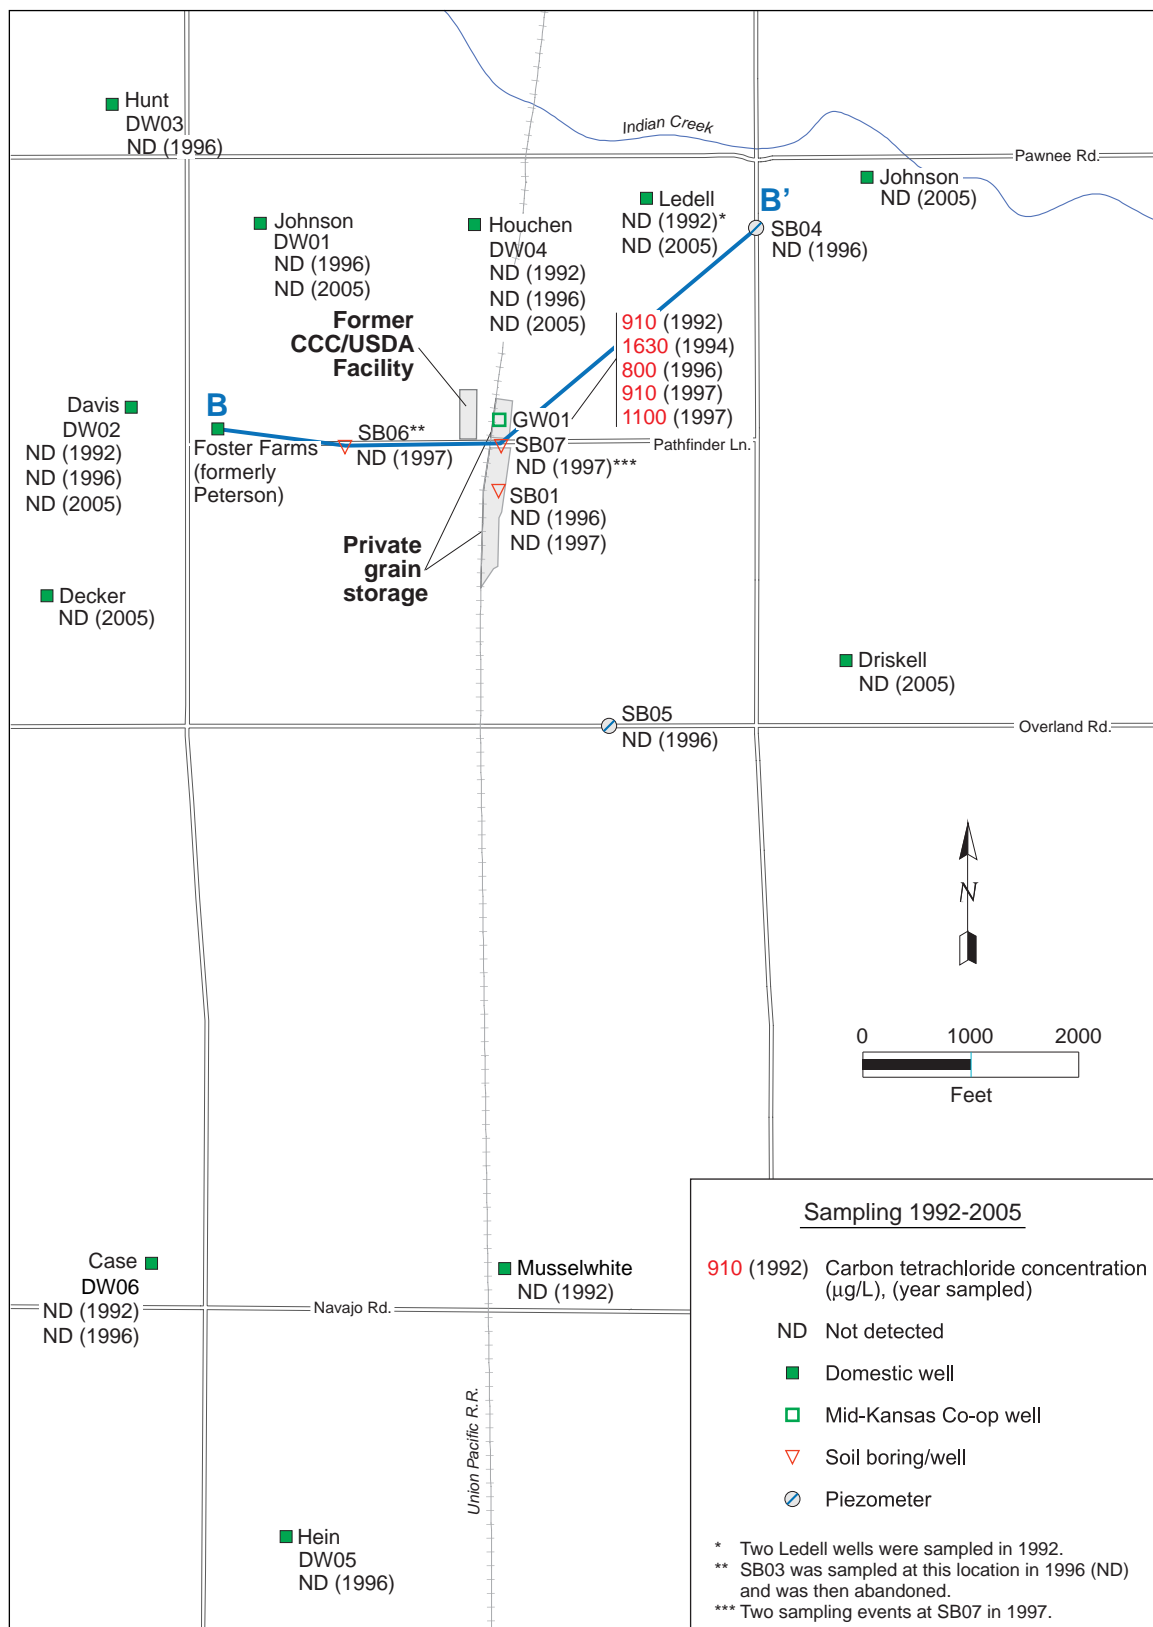 Hunt
DW03
ND (1996)
Indian Creek
Pawnee Rd.
Johnson
ND (2005)
Ledell
ND (1992)*
ND (2005)
B’
SB04
ND (1996)
Johnson
DW01
ND (1996)
ND (2005)
Houchen
DW04
ND (1992)
ND (1996)
ND (2005)
Former
CCC/USDA
Facility
910 (1992)
1630 (1994)
800 (1996)
910 (1997)
1100 (1997)
Davis
DW02
ND (1992)
ND (1996)
ND (2005)
B
Foster Farms
(formerly
Peterson)
SB06**
ND (1997)
GW01
SB07
ND (1997)***
Pathfinder Ln.
SB01
ND (1996)
ND (1997)
Private
grain
storage
Decker
ND (2005)
Driskell
ND (2005)
SB05
ND (1996)
Overland Rd.
N
0 1000 2000
Feet
Case
DW06
ND (1992)
ND (1996)
Musselwhite
ND (1992)
Navajo Rd.
Union Pacific R.R.
Hein
DW05
ND (1996)
Sampling 1992-2005
910 (1992) Carbon tetrachloride concentration
(µg/L), (year sampled)
ND Not detected
Domestic well
Mid-Kansas Co-op well
Soil boring/well
Piezometer
* Two Ledell wells were sampled in 1992.
** SB03 was sampled at this location in 1996 (ND)
and was then abandoned.
*** Two sampling events at SB07 in 1997.